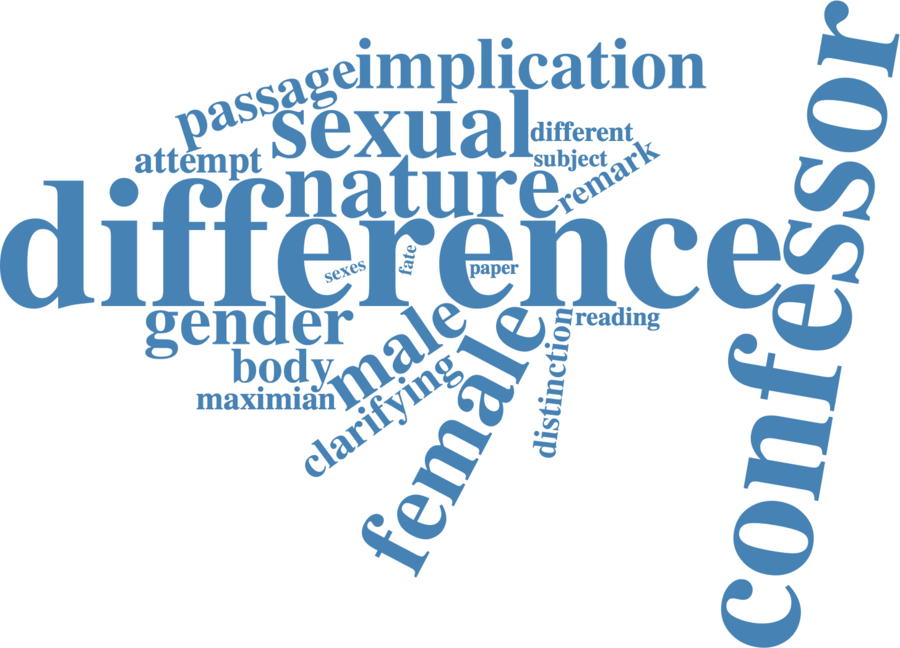 implication
passage
sexual
different
attempt
subject
remark
nature
difference
confessor
sexes
fate
paper
gender
male
reading
body
female
distinction
maximian
clarifying